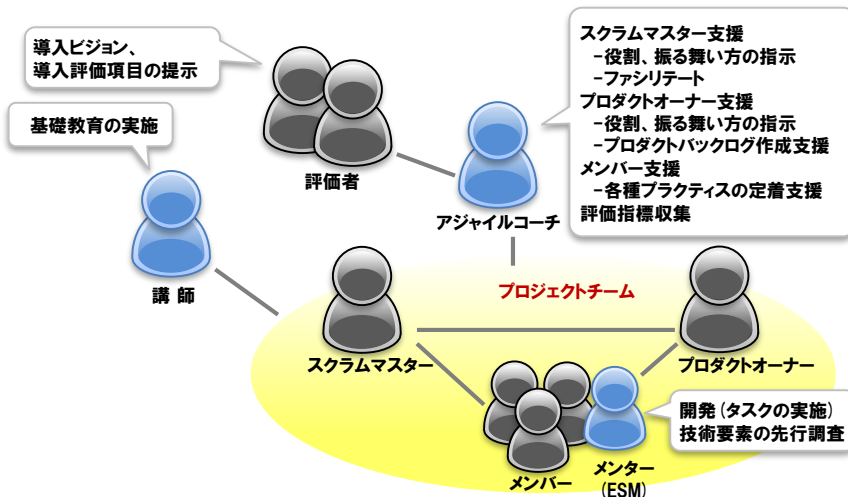 導入ビジョン、
導入評価項目の提示
基礎教育の実施
評価者
講 師
アジャイルコーチ
スクラムマスター支援
－役割、振る舞い方の指示
－ファシリテート
プロダクトオーナー支援
－役割、振る舞い方の指示
－プロダクトバックログ作成支援
メンバー支援
－各種プラクティスの定着支援
評価指標収集
プロジェクトチーム
スクラムマスター
プロダクトオーナー
メンバー
メンター
(ESM)
開発(タスクの実施)
技術要素の先行調査